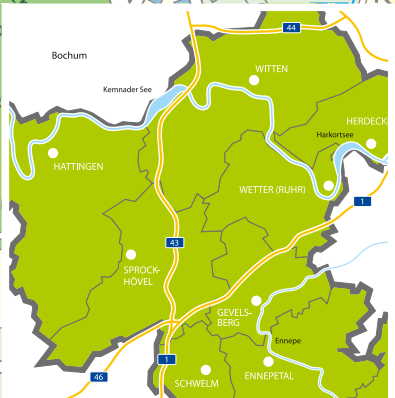 44
Bochum
WITTEN
Kemnader See
HERDECK
Harkortsee
HATTINGEN
WETTER (RUHR)
1
43
SPROCK-
HÖVEL
GEVELS-
BERG
Ennepe
1
46
SCHWELM
ENNEPETAL